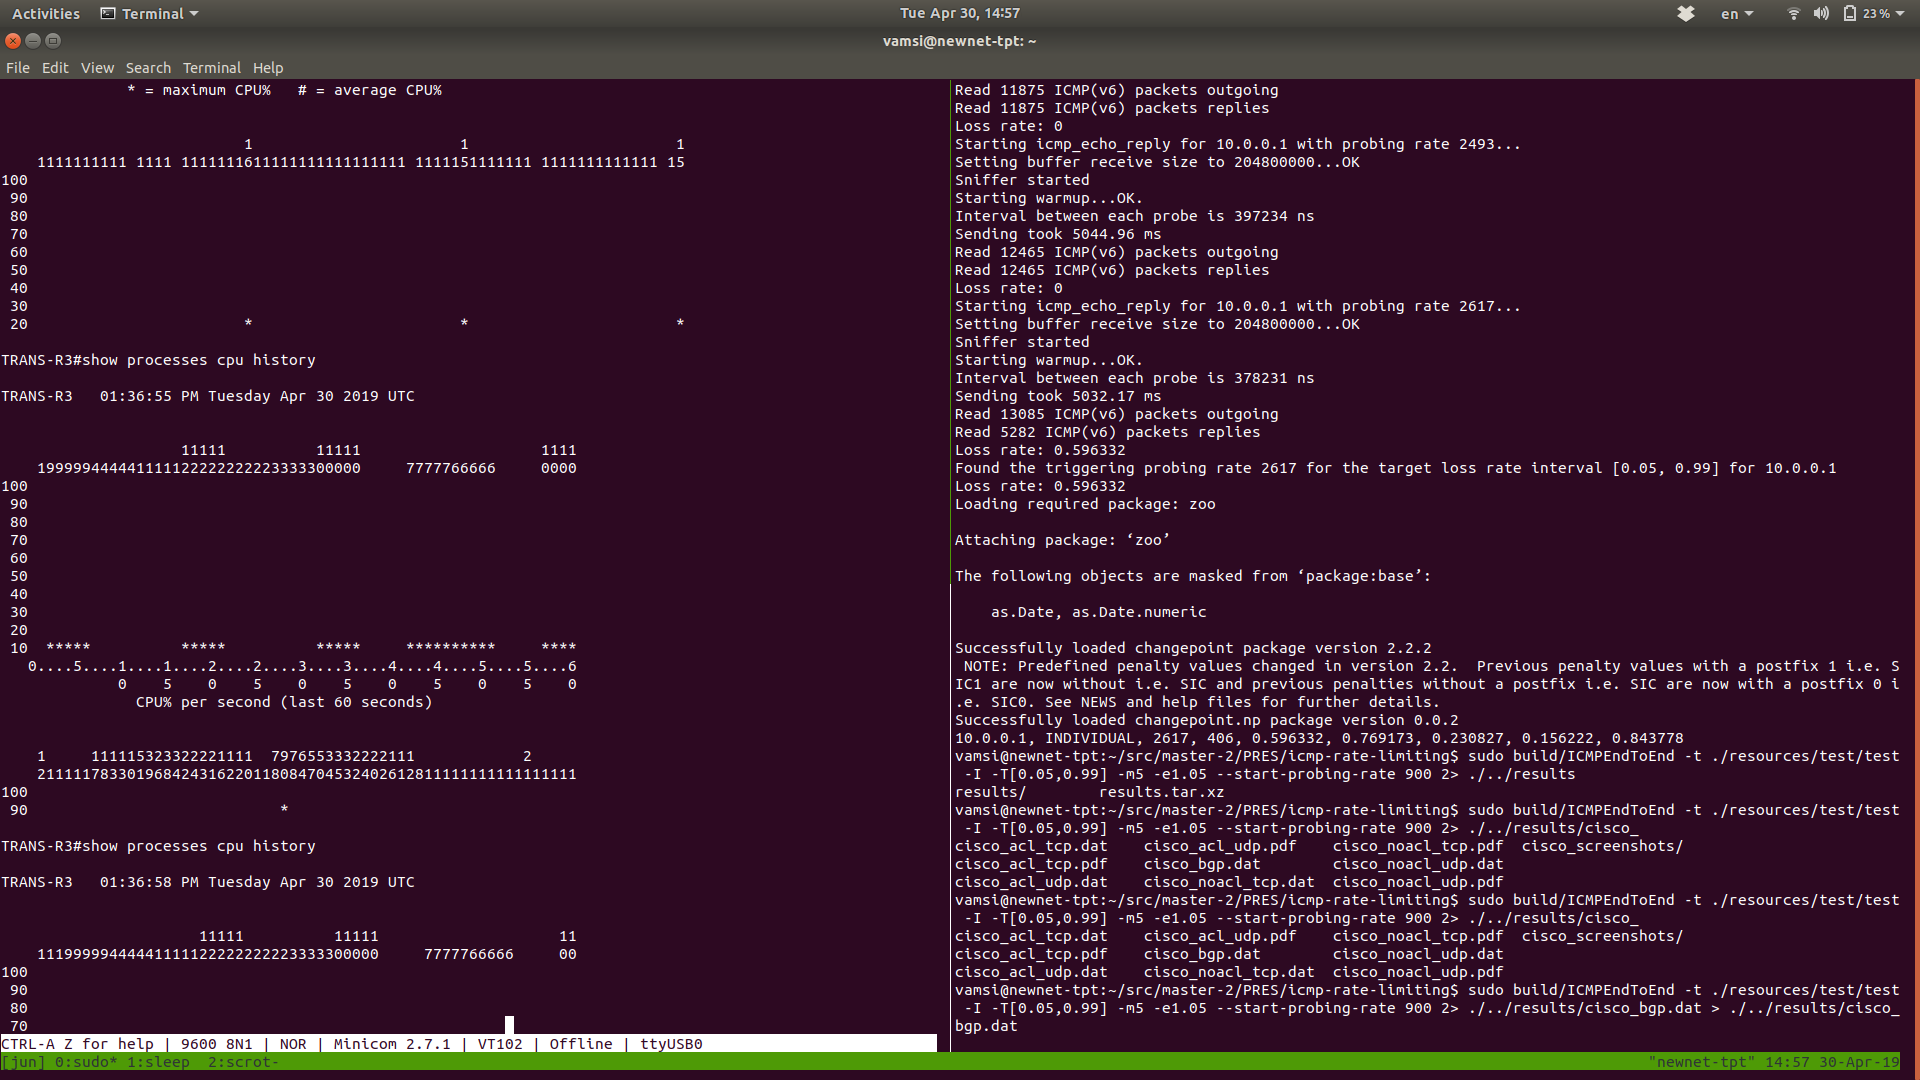 Activities Terminal Tue Apr 30, 14:57 en 23 %
vamsi@newnet-tpt: ~
File Edit View Search Terminal Help
              * = maximum CPU%   # = average CPU%
                           1                       1                       1
    1111111111 1111 1111111611111111111111111 1111151111111 1111111111111 15
100
 90
 80
 70
 60
 50
 40
 30
 20                        *                       *                       *
TRANS-R3#show processes cpu history
TRANS-R3   01:36:55 PM Tuesday Apr 30 2019 UTC
                    11111          11111                    1111
    199999444441111122222222223333300000     7777766666     0000
100
 90
 80
 70
 60
 50
 40
 30
 20
 10  *****          *****          *****     **********     ****
   0....5....1....1....2....2....3....3....4....4....5....5....6
             0    5    0    5    0    5    0    5    0    5    0
               CPU% per second (last 60 seconds)
    1     111115323322221111  7976553332222111            2
    211111783301968424316220118084704532402612811111111111111111
100
 90                            *
TRANS-R3#show processes cpu history
TRANS-R3   01:36:58 PM Tuesday Apr 30 2019 UTC
                      11111          11111                    11
    11199999444441111122222222223333300000     7777766666     00
100
 90
 80
 70
CTRL-A Z for help | 9600 8N1 | NOR | Minicom 2.7.1 | VT102 | Offline | ttyUSB0
Read 11875 ICMP(v6) packets outgoing
Read 11875 ICMP(v6) packets replies
Loss rate: 0
Starting icmp_echo_reply for 10.0.0.1 with probing rate 2493...
Setting buffer receive size to 204800000...OK
Sniffer started
Starting warmup...OK.
Interval between each probe is 397234 ns
Sending took 5044.96 ms
Read 12465 ICMP(v6) packets outgoing
Read 12465 ICMP(v6) packets replies
Loss rate: 0
Starting icmp_echo_reply for 10.0.0.1 with probing rate 2617...
Setting buffer receive size to 204800000...OK
Sniffer started
Starting warmup...OK.
Interval between each probe is 378231 ns
Sending took 5032.17 ms
Read 13085 ICMP(v6) packets outgoing
Read 5282 ICMP(v6) packets replies
Loss rate: 0.596332
Found the triggering probing rate 2617 for the target loss rate interval [0.05, 0.99] for 10.0.0.1
Loss rate: 0.596332
Loading required package: zoo
Attaching package: ‘zoo’
The following objects are masked from ‘package:base’:
    as.Date, as.Date.numeric
Successfully loaded changepoint package version 2.2.2
 NOTE: Predefined penalty values changed in version 2.2.  Previous penalty values with a postfix 1 i.e. S
IC1 are now without i.e. SIC and previous penalties without a postfix i.e. SIC are now with a postfix 0 i
.e. SIC0. See NEWS and help files for further details.
Successfully loaded changepoint.np package version 0.0.2
10.0.0.1, INDIVIDUAL, 2617, 406, 0.596332, 0.769173, 0.230827, 0.156222, 0.843778
vamsi@newnet-tpt:~/src/master-2/PRES/icmp-rate-limiting$ sudo build/ICMPEndToEnd -t ./resources/test/test
 -I -T[0.05,0.99] -m5 -e1.05 --start-probing-rate 900 2> ./../results
results/        results.tar.xz
vamsi@newnet-tpt:~/src/master-2/PRES/icmp-rate-limiting$ sudo build/ICMPEndToEnd -t ./resources/test/test
 -I -T[0.05,0.99] -m5 -e1.05 --start-probing-rate 900 2> ./../results/cisco_
cisco_acl_tcp.dat    cisco_acl_udp.pdf    cisco_noacl_tcp.pdf  cisco_screenshots/
cisco_acl_tcp.pdf    cisco_bgp.dat        cisco_noacl_udp.dat
cisco_acl_udp.dat    cisco_noacl_tcp.dat  cisco_noacl_udp.pdf
vamsi@newnet-tpt:~/src/master-2/PRES/icmp-rate-limiting$ sudo build/ICMPEndToEnd -t ./resources/test/test
 -I -T[0.05,0.99] -m5 -e1.05 --start-probing-rate 900 2> ./../results/cisco_
cisco_acl_tcp.dat    cisco_acl_udp.pdf    cisco_noacl_tcp.pdf  cisco_screenshots/
cisco_acl_tcp.pdf    cisco_bgp.dat        cisco_noacl_udp.dat
cisco_acl_udp.dat    cisco_noacl_tcp.dat  cisco_noacl_udp.pdf
vamsi@newnet-tpt:~/src/master-2/PRES/icmp-rate-limiting$ sudo build/ICMPEndToEnd -t ./resources/test/test
 -I -T[0.05,0.99] -m5 -e1.05 --start-probing-rate 900 2> ./../results/cisco_bgp.dat > ./../results/cisco_
bgp.dat
[jun] 0:sudo* 1:sleep  2:scrot- "newnet-tpt" 14:57 30-Apr-19